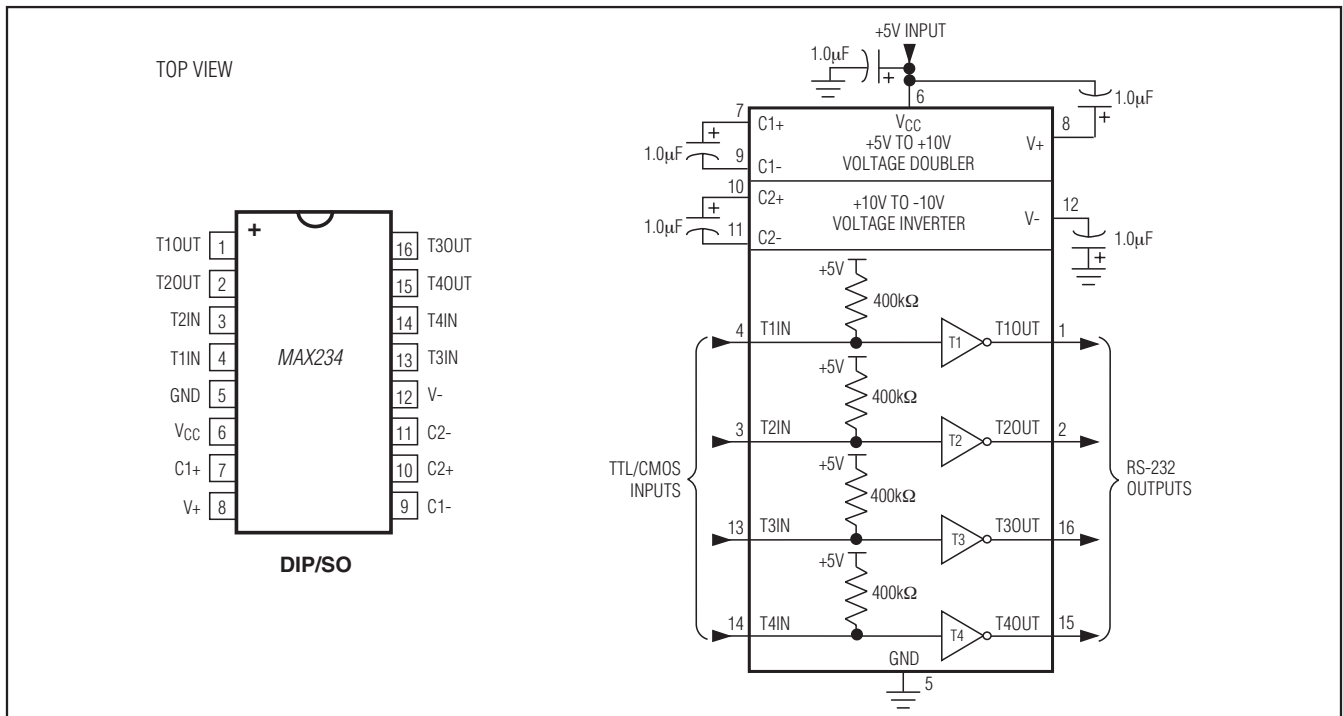 TOP VIEW
+
T1OUT 1
T2OUT 2
T2IN 3
T1IN 4
GND 5
VCC 6
C1+ 7
V+ 8
MAX234
16 T3OUT
15 T4OUT
14 T4IN
13 T3IN
12 V-
11 C2-
10 C2+
9 C1-
DIP/SO
+5V INPUT
1.0µF
+
6
1.0µF
+
7 C1+
+
1.0µF
9 C1-
VCC
+5V TO +10V
VOLTAGE DOUBLER
8
V+
10 C2+
+
1.0µF
11 C2-
+10V TO -10V
VOLTAGE INVERTER
12
V-
1.0µF
+
+5V
400kΩ
4 T1IN T1 T1OUT 1
+5V
400kΩ
3 T2IN T2 T2OUT 2
+5V
400kΩ
13 T3IN T3 T3OUT 16
+5V
400kΩ
14 T4IN T4 T4OUT 15
TTL/CMOS
INPUTS
RS-232
OUTPUTS
GND
5